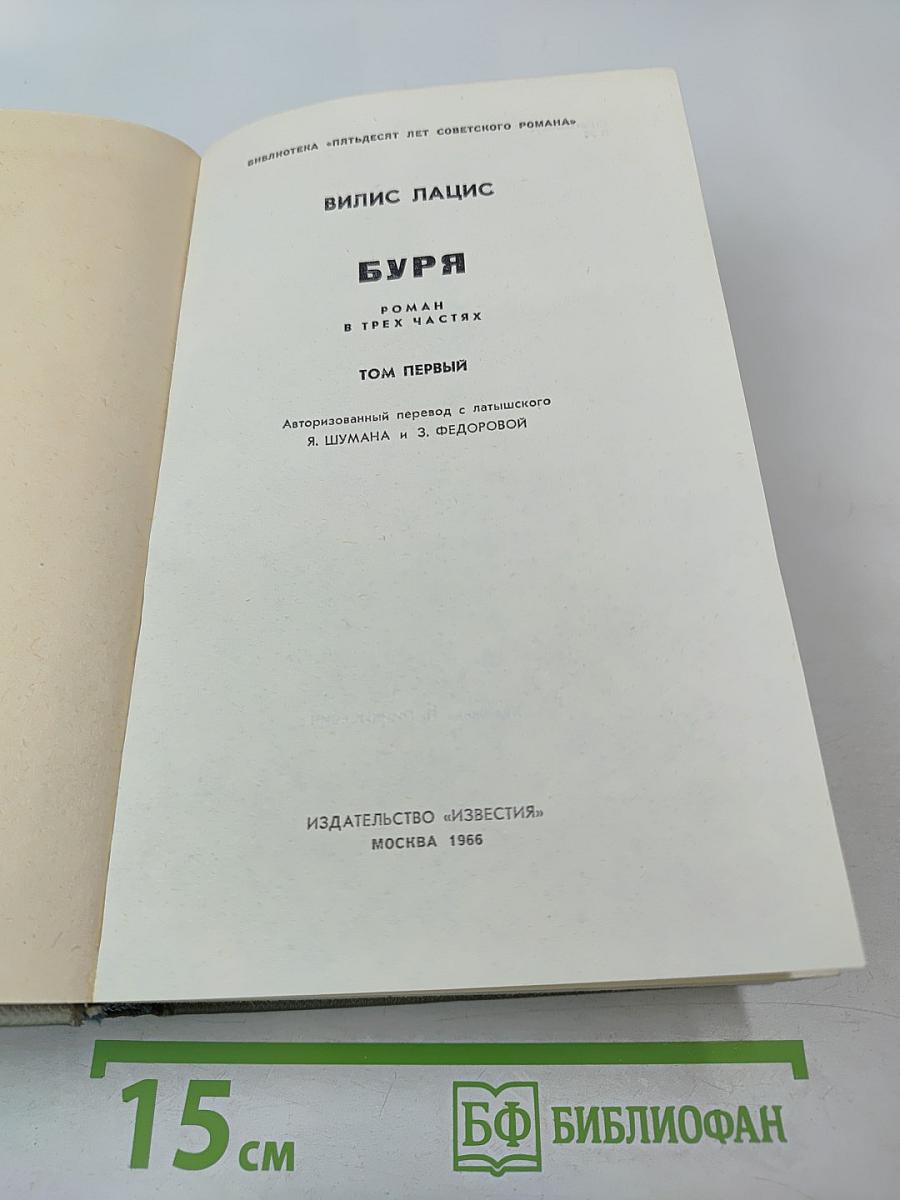 БИБЛИОТЕКА «ПЯТЬДЕСЯТ ЛЕТ СОВЕТСКОГО РОМАНА»
ВИЛИС ЛАЦИС
БУРЯ
РОМАН
В ТРЕХ ЧАСТЯХ
ТОМ ПЕРВЫЙ
Авторизованный перевод с латышского
Я. ШУМАНА и З. ФЕДОРОВОЙ
ИЗДАТЕЛЬСТВО «ИЗВЕСТИЯ»
МОСКВА 1966
15 см
БФ БИБЛИОФАН